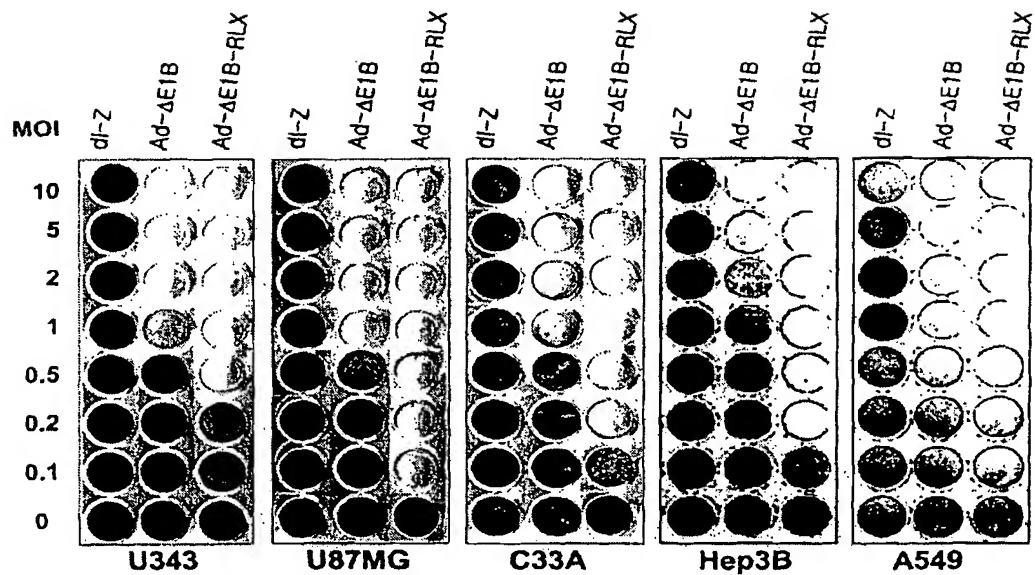 dl-Z Ad-ΔE1B Ad-ΔE1B-RLX dl-Z Ad-ΔE1B Ad-ΔE1B-RLX dl-Z Ad-ΔE1B Ad-ΔE1B-RLX dl-Z Ad-ΔE1B Ad-ΔE1B-RLX dl-Z Ad-ΔE1B Ad-ΔE1B-RLX
MOI
10
5
2
1
0.5
0.2
0.1
0
U343 U87MG C33A Hep3B A549